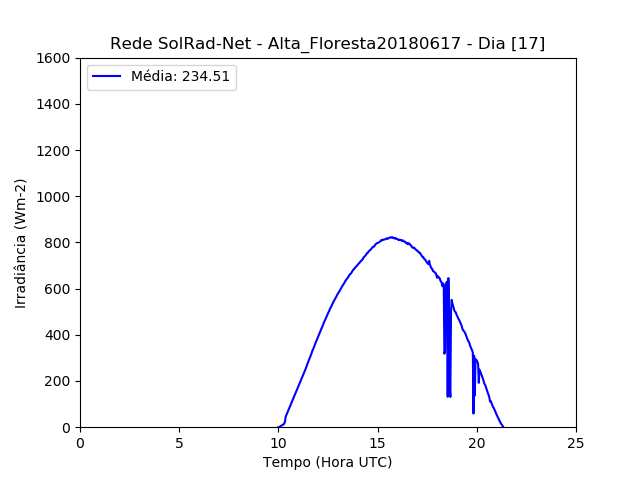 Rede SolRad-Net - Alta_Floresta20180617 - Dia [17]
Média: 234.51
1600
1400
1200
1000
800
600
400
200
0
Irradiância (Wm-2)
0 5 10 15 20 25
Tempo (Hora UTC)